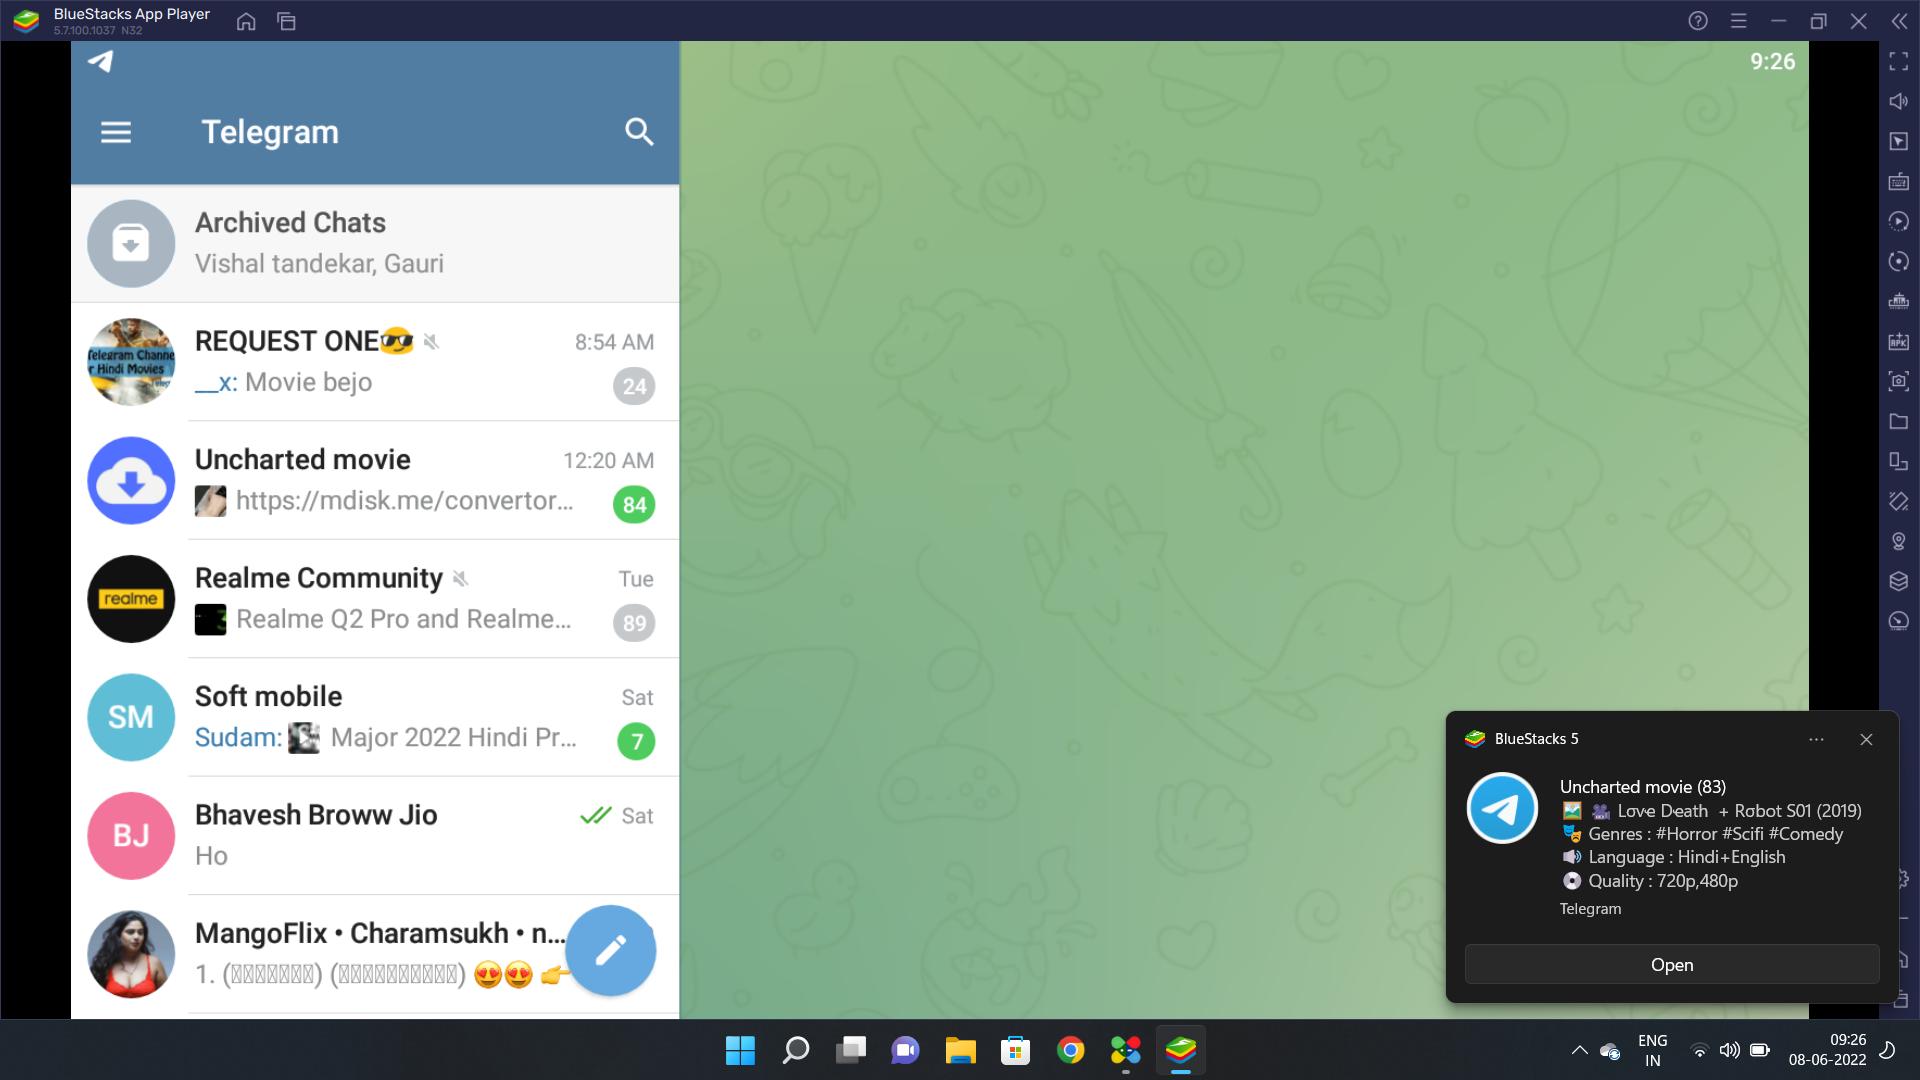 BlueStacks App Player
5.7.100.1037 N32
9:26
Telegram
Archived Chats
Vishal tandekar, Gauri
REQUEST ONE😎
8:54 AM
__x: Movie bejo
24
Telegram Channe
r Hindi Movies
Uncharted movie
12:20 AM
https://mdisk.me/convertor...
84
realme
Realme Community
Tue
Realme Q2 Pro and Realme...
89
SM
Soft mobile
Sat
Sudam: Major 2022 Hindi Pr...
7
BJ
Bhavesh Broww Jio
Sat
Ho
MangoFlix • Charamsukh • n...
1. (▯▯▯▯▯▯▯) (▯▯▯▯▯▯▯▯▯▯) 😍😍 👉
BlueStacks 5
Uncharted movie (83)
🖼 🎥 Love Death + Robot S01 (2019)
🎭 Genres : #Horror #Scifi #Comedy
🔊 Language : Hindi+English
💿 Quality : 720p,480p
Telegram
Open
ENG
IN
09:26
08-06-2022